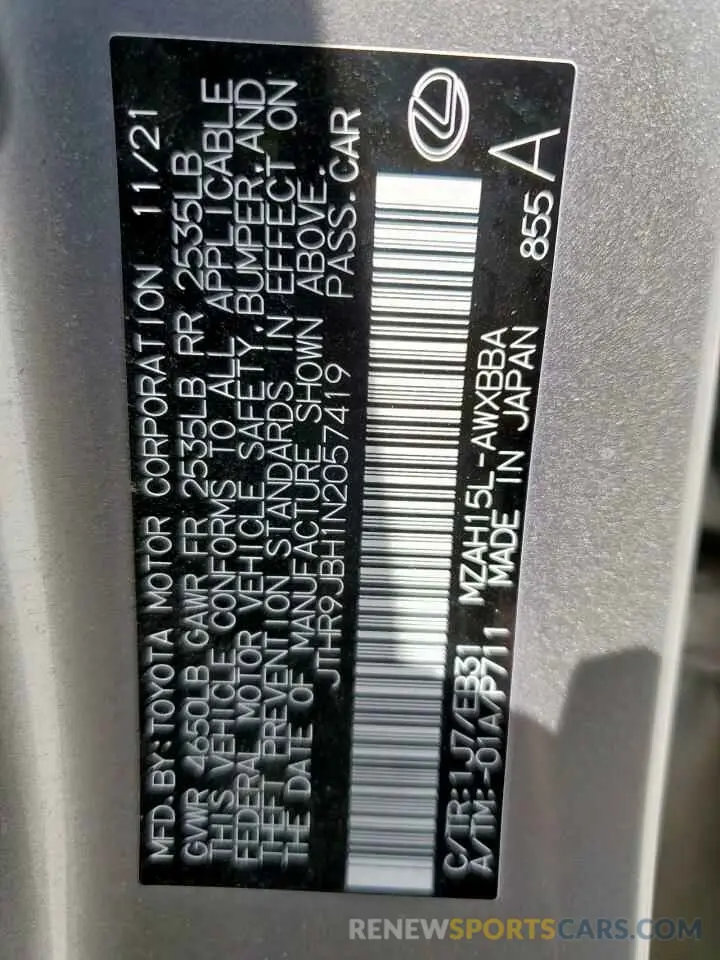 MFD. BY: TOYOTA MOTOR CORPORATION 11/21
GVWR 4650LB GAWR FR 2535LB RR 2535LB
THIS VEHICLE CONFORMS TO ALL APPLICABLE
FEDERAL MOTOR VEHICLE SAFETY, BUMPER, AND
THEFT PREVENTION STANDARDS IN EFFECT ON
THE DATE OF MANUFACTURE SHOWN ABOVE.
JTHR9JBH1N2057419 PASS. CAR
C/TR: 1J7/EB31 MZAH15L-AWXBBA 855 A
A/TM: -01A/P711 MADE IN JAPAN
RENEWSPORTSCARS.COM